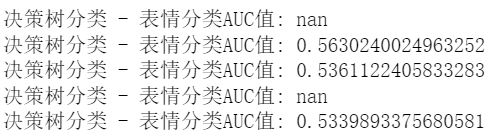 决策树分类 - 表情分类AUC值: nan
决策树分类 - 表情分类AUC值: 0.5630240024963252
决策树分类 - 表情分类AUC值: 0.5361122405833283
决策树分类 - 表情分类AUC值: nan
决策树分类 - 表情分类AUC值: 0.5339893375680581